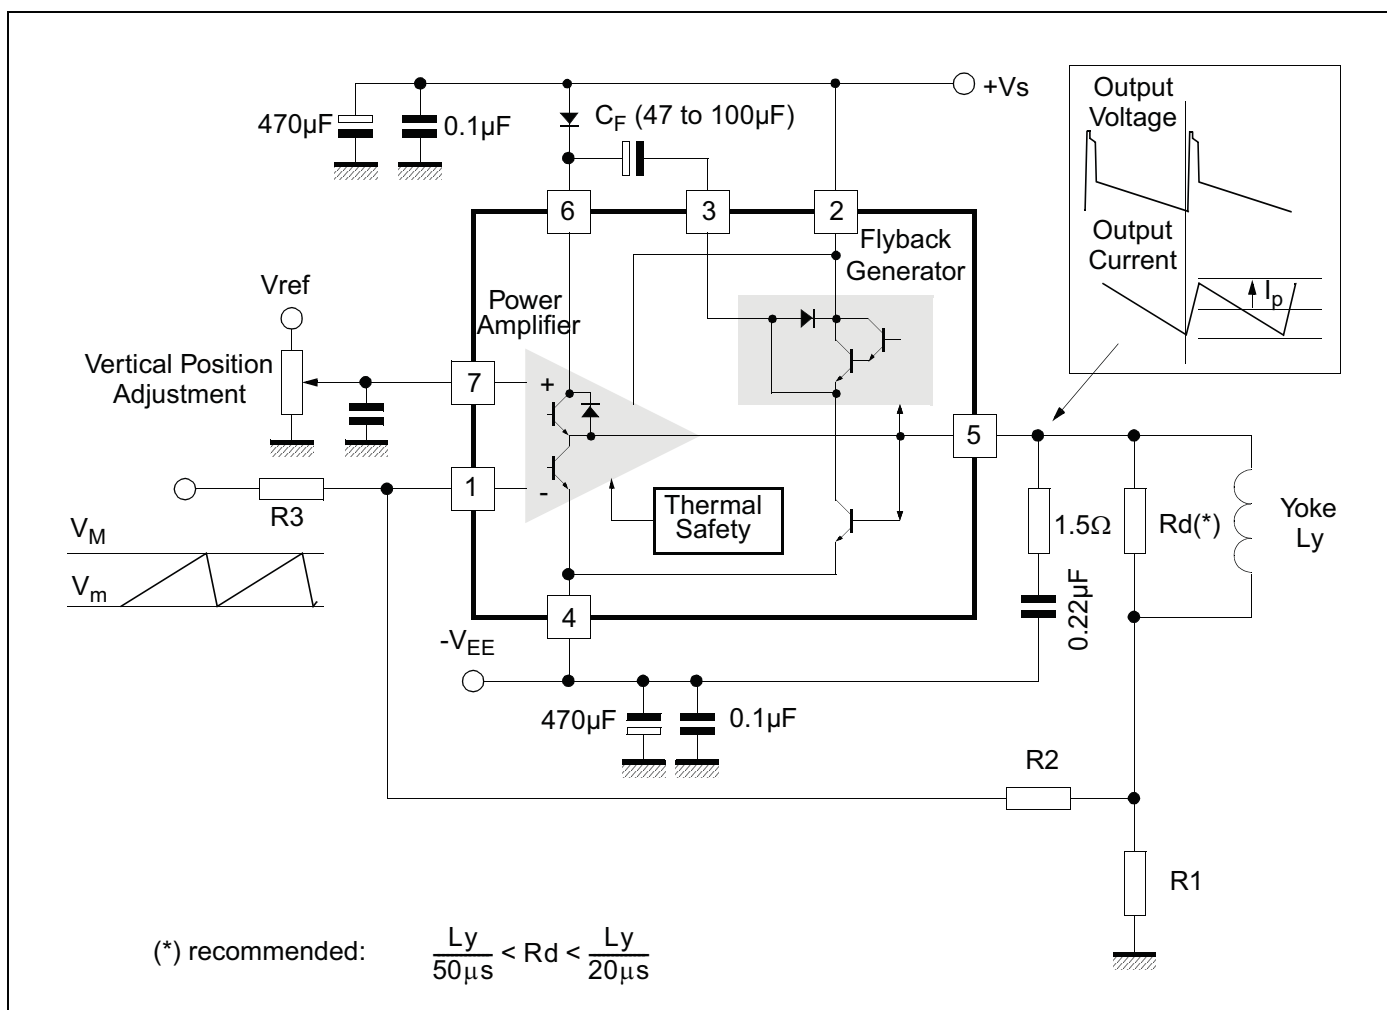 +Vs
470µF
0.1µF
C_F (47 to 100µF)
Output
Voltage
Output
Current
I_p
6
3
2
Flyback
Generator
Vref
Power
Amplifier
Vertical Position
Adjustment
7
+
5
1
-
R3
Thermal
Safety
V_M
V_m
1.5Ω
Rd(*)
Yoke
Ly
0.22µF
4
-V_EE
470µF
0.1µF
R2
R1
(*) recommended: Ly/50µs < Rd < Ly/20µs